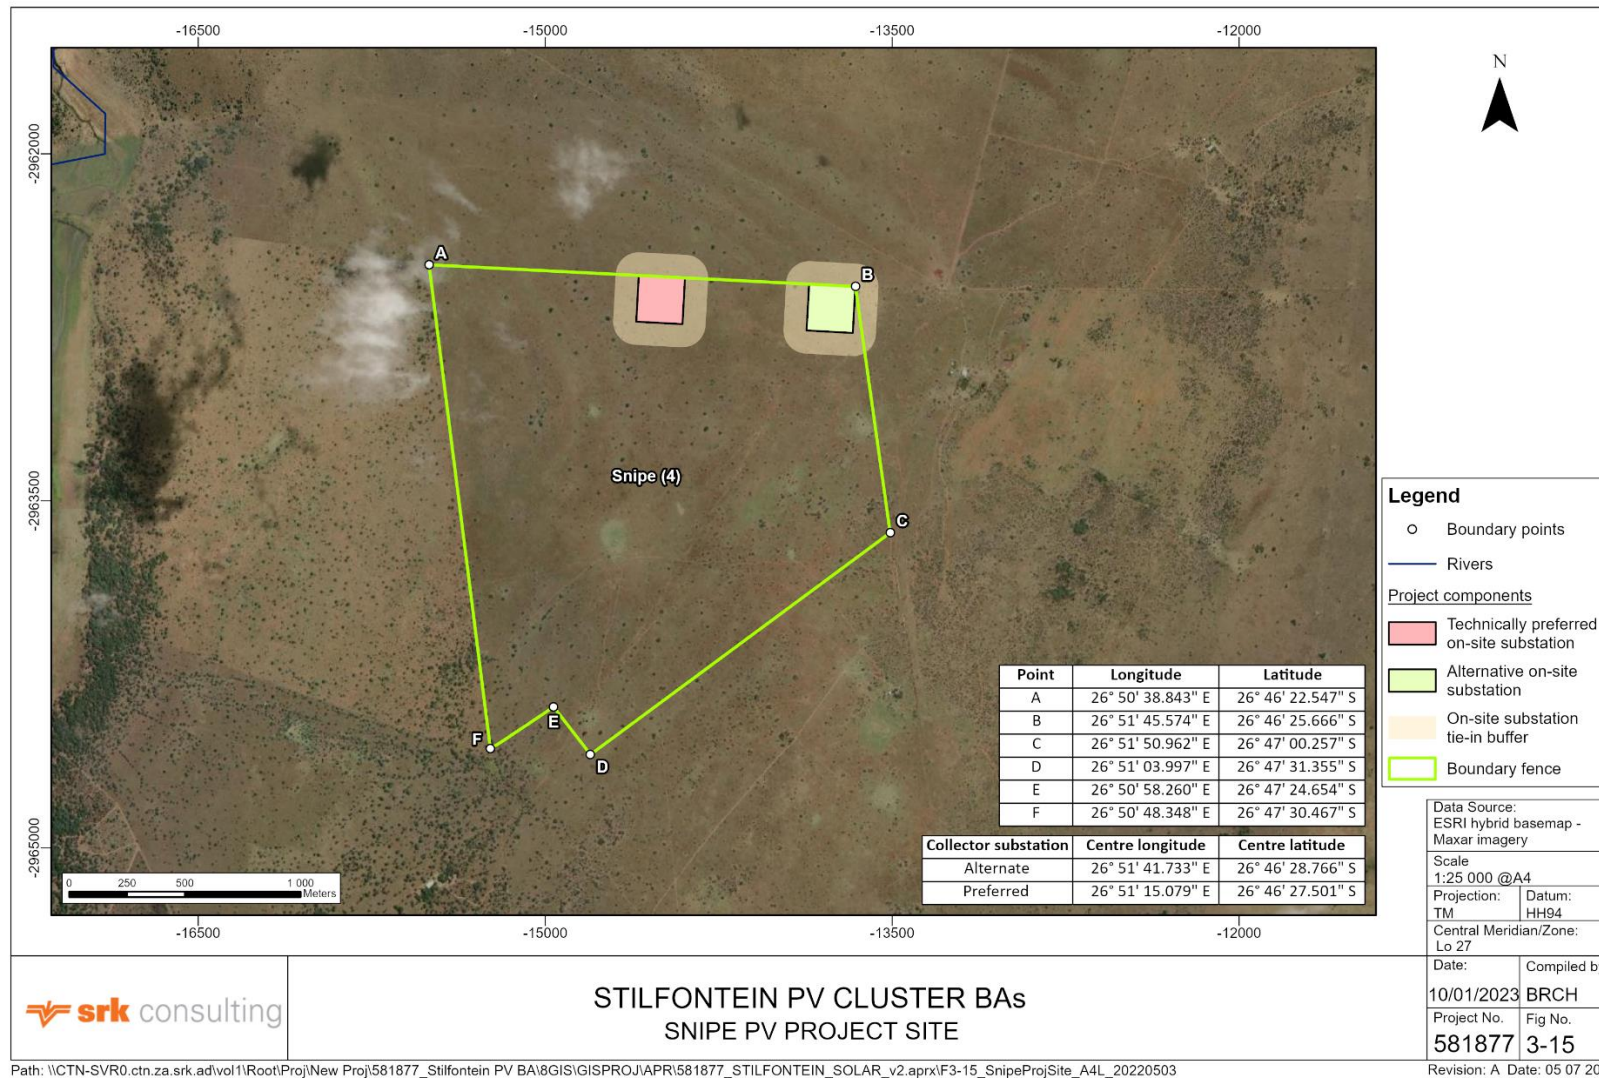 -16500 -15000 -13500 -12000
N
-2962000
-2963500
-2965000
A
B
C
D
E
F
Snipe (4)
Point Longitude Latitude
A 26° 50' 38.843" E 26° 46' 22.547" S
B 26° 51' 45.574" E 26° 46' 25.666" S
C 26° 51' 50.962" E 26° 47' 00.257" S
D 26° 51' 03.997" E 26° 47' 31.355" S
E 26° 50' 58.260" E 26° 47' 24.654" S
F 26° 50' 48.348" E 26° 47' 30.467" S
Collector substation Centre longitude Centre latitude
Alternate 26° 51' 41.733" E 26° 46' 28.766" S
Preferred 26° 51' 15.079" E 26° 46' 27.501" S
0 250 500 1 000
Meters
-16500 -15000 -13500 -12000
Legend
Boundary points
Rivers
Project components
Technically preferred
on-site substation
Alternative on-site
substation
On-site substation
tie-in buffer
Boundary fence
Data Source:
ESRI hybrid basemap -
Maxar imagery
Scale
1:25 000 @A4
Projection: Datum:
TM HH94
Central Meridian/Zone:
Lo 27
Date: Compiled b
10/01/2023 BRCH
Project No. Fig No.
581877 3-15
Revision: A Date: 05 07 20
srk consulting
STILFONTEIN PV CLUSTER BAs
SNIPE PV PROJECT SITE
Path: \\CTN-SVR0.ctn.za.srk.ad\vol1\Root\Proj\New Proj\581877_Stilfontein PV BA\8GIS\GISPROJ\APR\581877_STILFONTEIN_SOLAR_v2.aprx\F3-15_SnipeProjSite_A4L_20220503